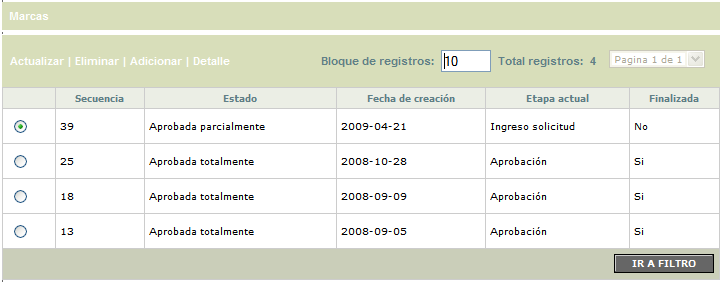 Marcas
Actualizar | Eliminar | Adicionar | Detalle Bloque de registros: 10 Total registros: 4 Pagina 1 de 1
Secuencia Estado Fecha de creación Etapa actual Finalizada
39 Aprobada parcialmente 2009-04-21 Ingreso solicitud No
25 Aprobada totalmente 2008-10-28 Aprobación Si
18 Aprobada totalmente 2008-09-09 Aprobación Si
13 Aprobada totalmente 2008-09-05 Aprobación Si
IR A FILTRO